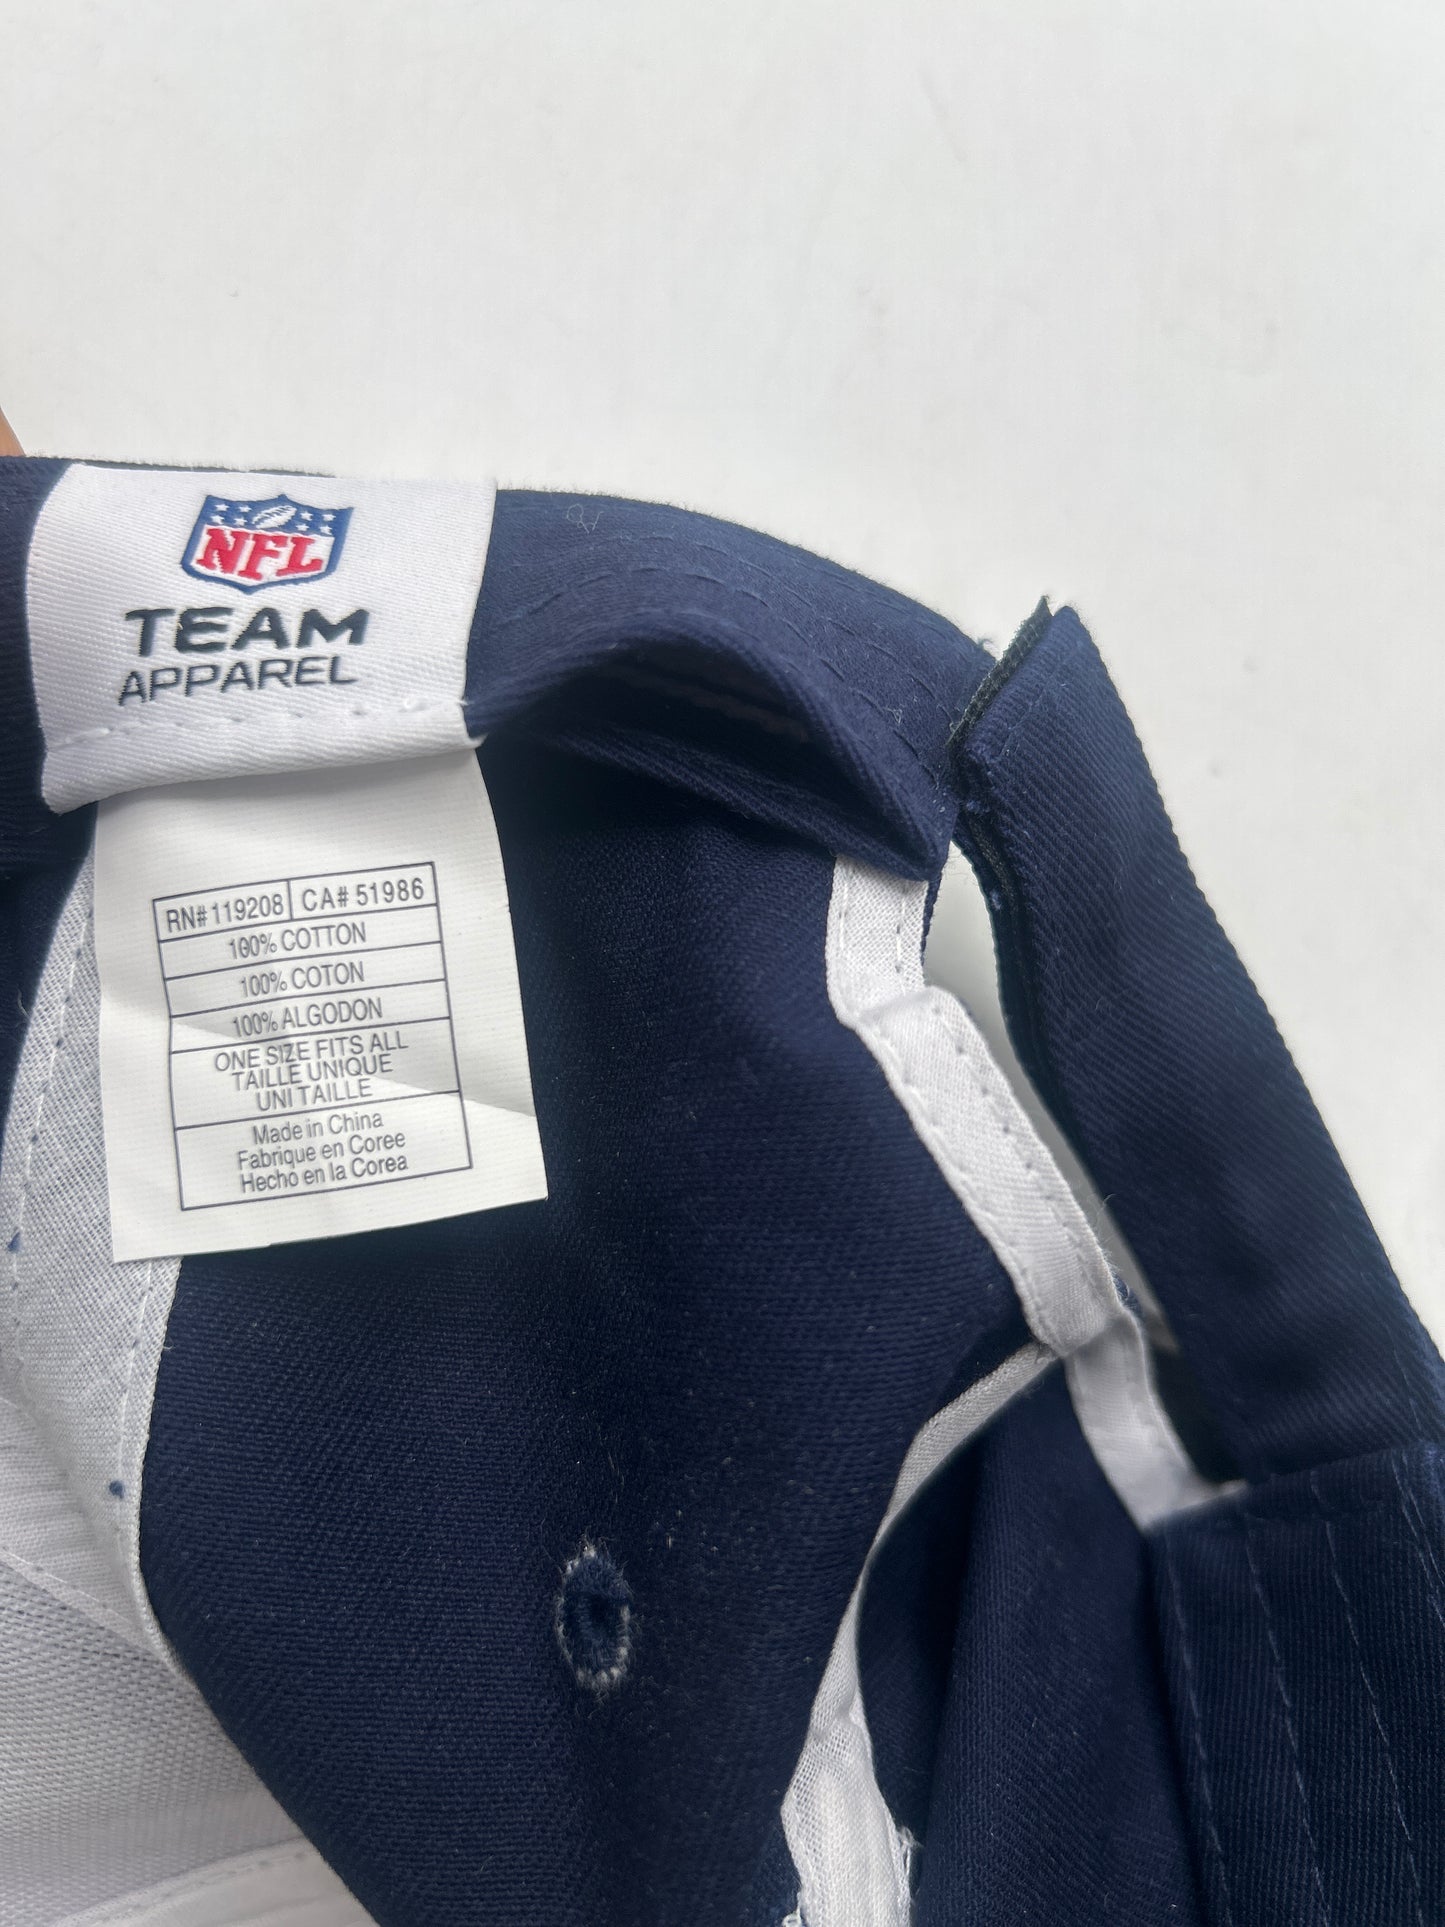 NFL
TEAM
APPAREL
RN# 119208 CA# 51986
100% COTTON
100% COTON
100% ALGODON
ONE SIZE FITS ALL
TAILLE UNIQUE
UNI TAILLE
Made in China
Fabrique en Coree
Hecho en la Corea